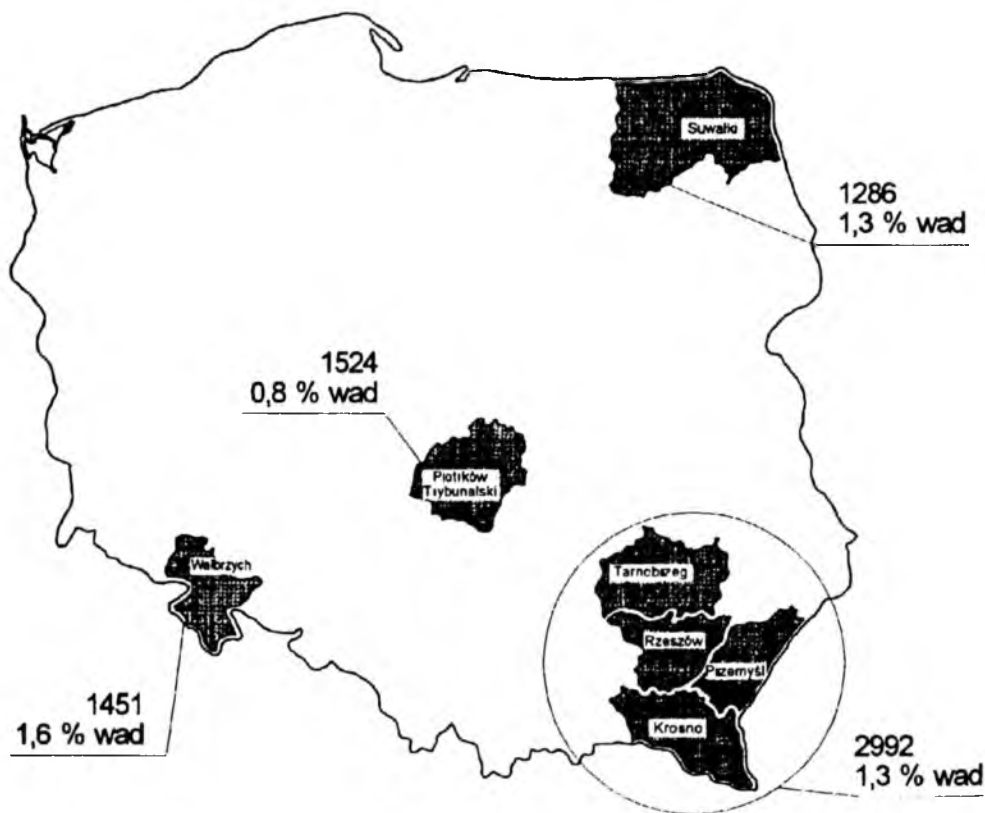 Suwałki
1286
1,3 % wad
1524
0,8 % wad
Piotrków
Trybunalski
Wałbrzych
Tarnobszeg
Rzeszów
Przemyśl
Krosno
1451
1,6 % wad
2992
1,3 % wad